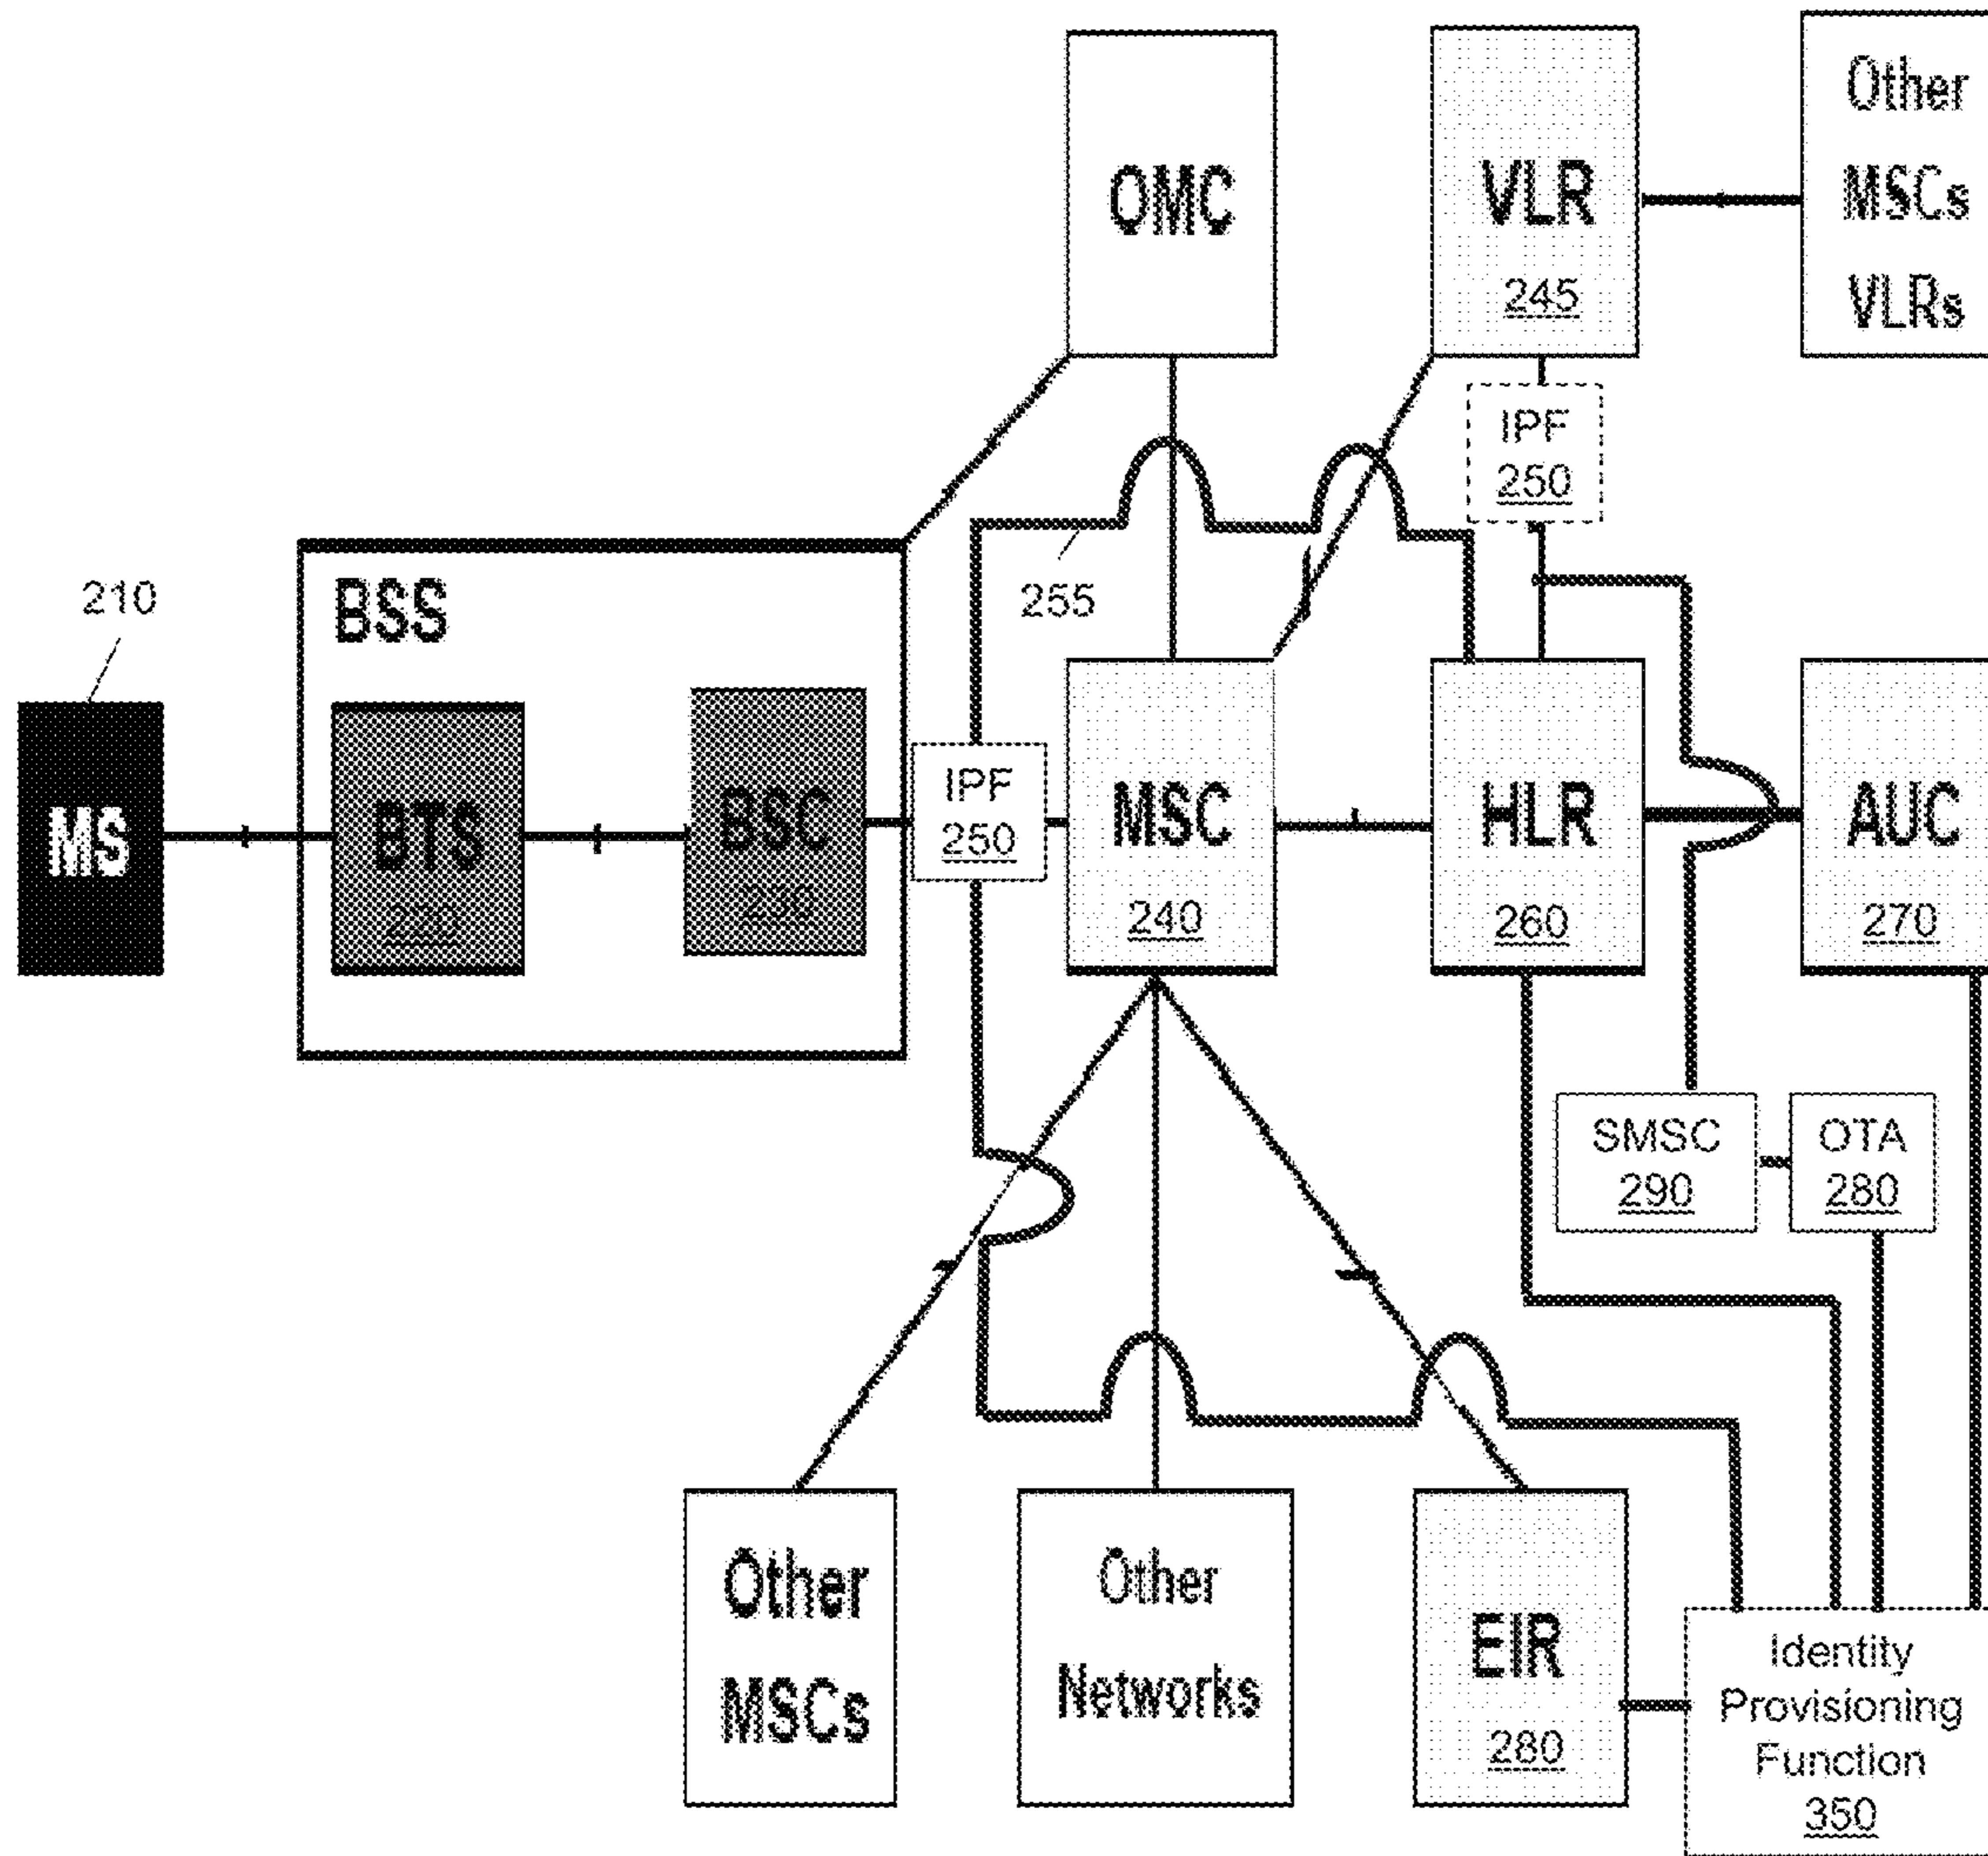 OMC
VLR
245
Other
MSCs
VLRs
IPF
250
255
210
BSS
MS
BTS
220
BSC
230
IPF
250
MSC
240
HLR
260
AUC
270
SMSC
290
OTA
280
Other
MSCs
Other
Networks
EIR
280
Identity
Provisioning
Function
350